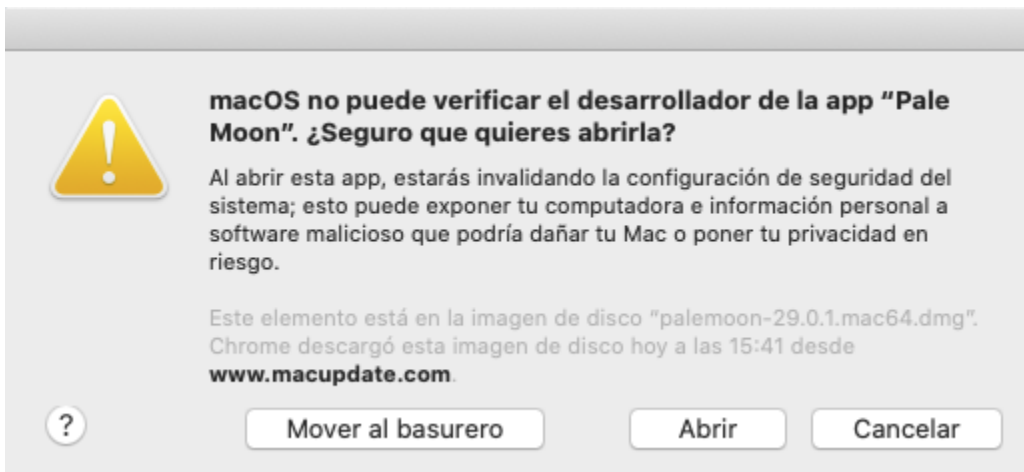 macOS no puede verificar el desarrollador de la app “Pale
Moon”. ¿Seguro que quieres abrirla?
Al abrir esta app, estarás invalidando la configuración de seguridad del
sistema; esto puede exponer tu computadora e información personal a
software malicioso que podría dañar tu Mac o poner tu privacidad en
riesgo.
Este elemento está en la imagen de disco “palemoon-29.0.1.mac64.dmg”.
Chrome descargó esta imagen de disco hoy a las 15:41 desde
www.macupdate.com.
?
Mover al basurero
Abrir
Cancelar